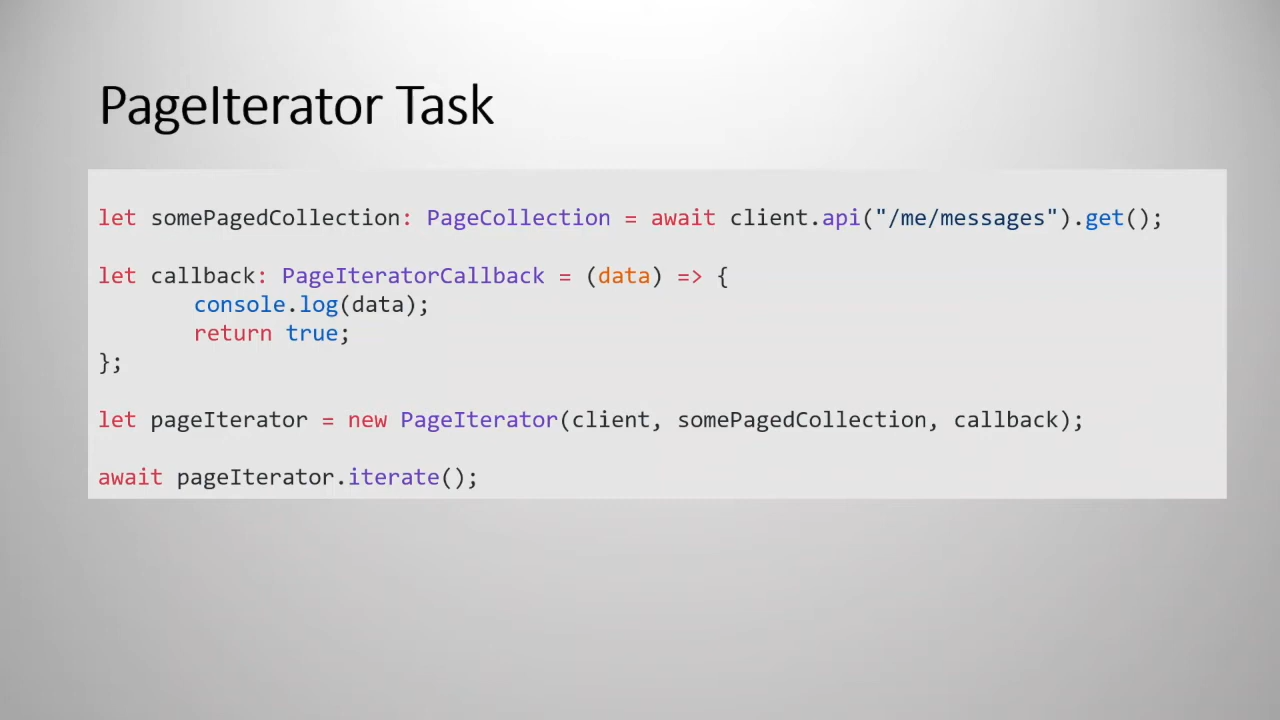 PageIterator Task
let somePagedCollection: PageCollection = await client.api("/me/messages").get();
let callback: PageIteratorCallback = (data) => {
console.log(data);
return true;
};
let pageIterator = new PageIterator(client, somePagedCollection, callback);
await pageIterator.iterate();